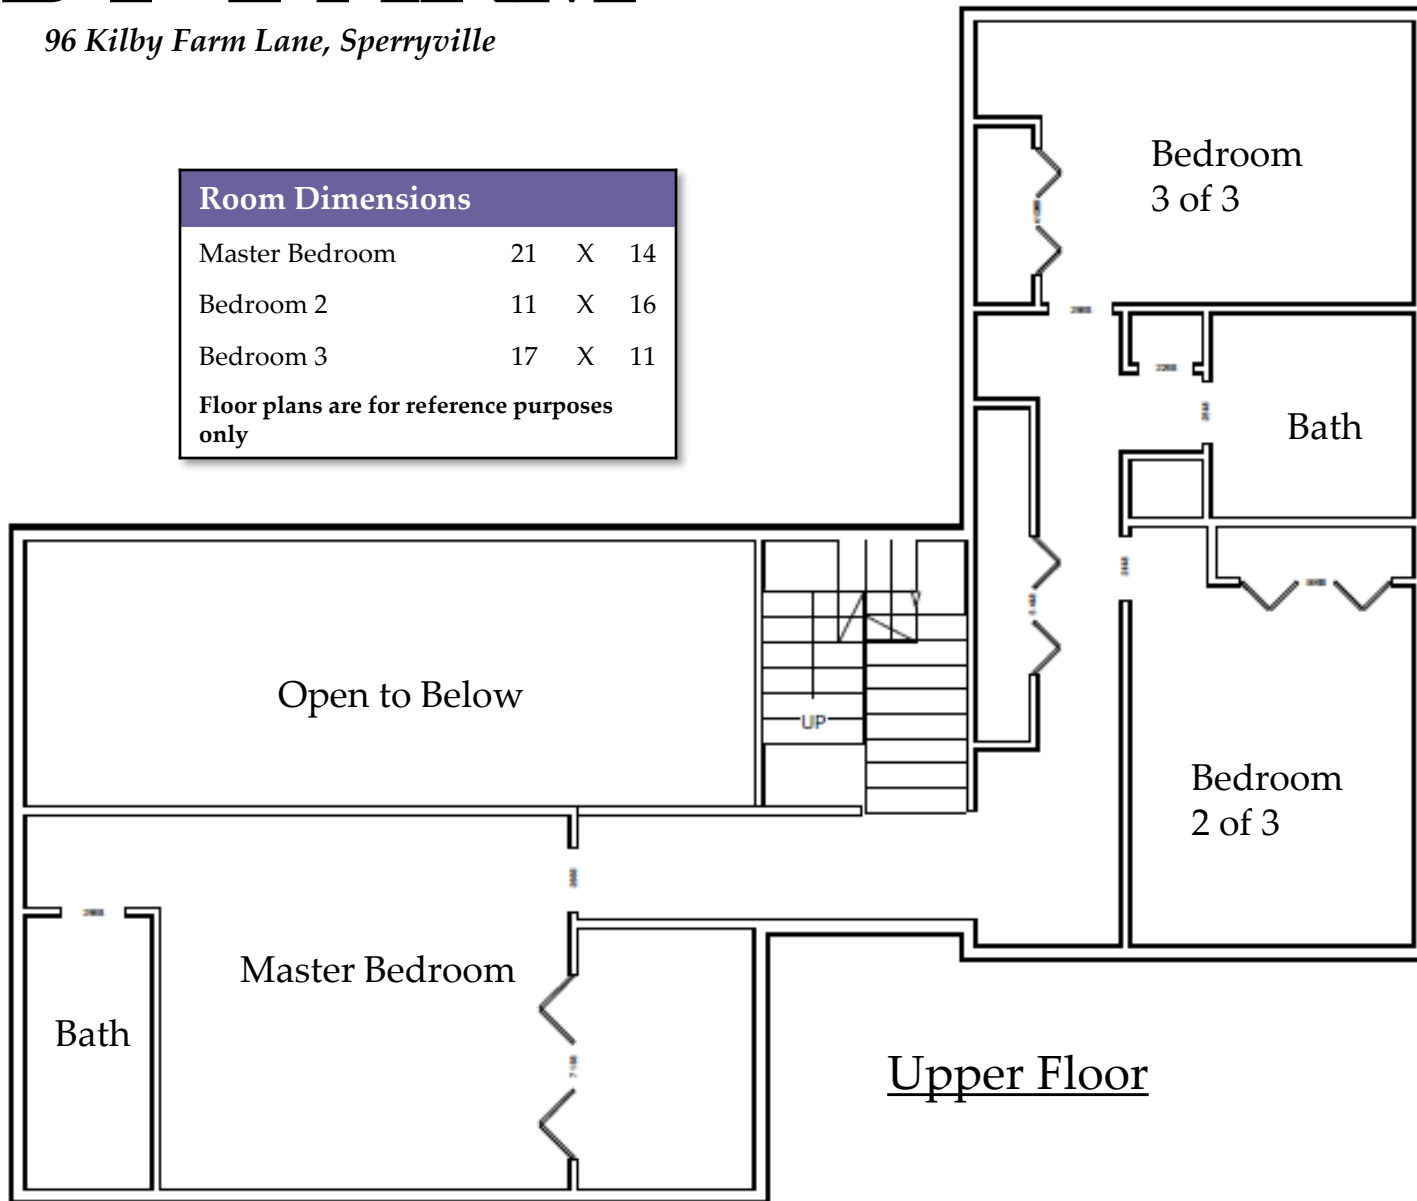 96 Kilby Farm Lane, Sperryville
Room Dimensions
Master Bedroom 21 X 14
Bedroom 2 11 X 16
Bedroom 3 17 X 11
Floor plans are for reference purposes
only
Bedroom
3 of 3
Bath
Open to Below
UP
Bedroom
2 of 3
Master Bedroom
Bath
Upper Floor